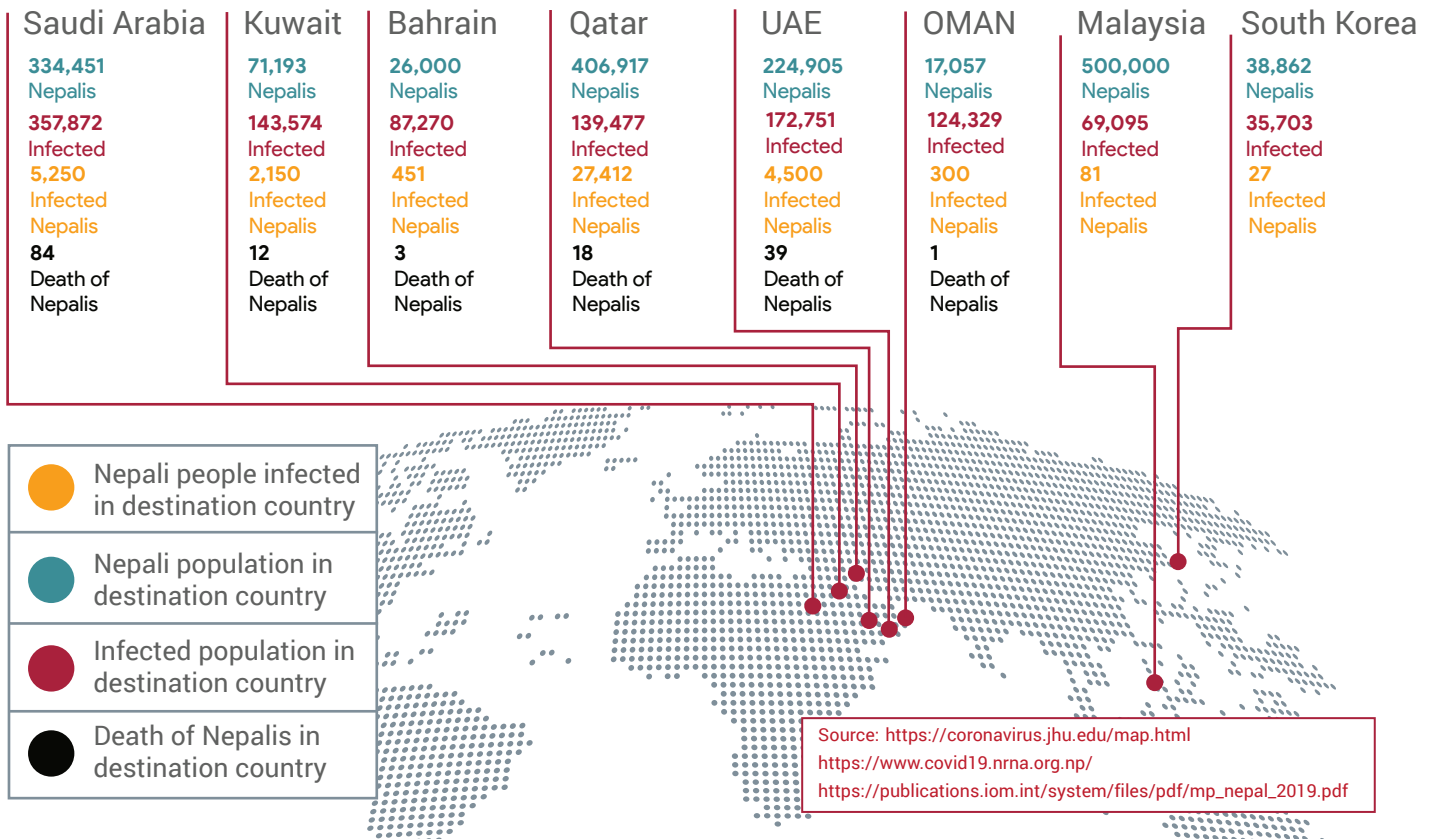 Saudi Arabia
334,451
Nepalis
357,872
Infected
5,250
Infected
Nepalis
84
Death of
Nepalis
Kuwait
71,193
Nepalis
143,574
Infected
2,150
Infected
Nepalis
12
Death of
Nepalis
Bahrain
26,000
Nepalis
87,270
Infected
451
Infected
Nepalis
3
Death of
Nepalis
Qatar
406,917
Nepalis
139,477
Infected
27,412
Infected
Nepalis
18
Death of
Nepalis
UAE
224,905
Nepalis
172,751
Infected
4,500
Infected
Nepalis
39
Death of
Nepalis
OMAN
17,057
Nepalis
124,329
Infected
300
Infected
Nepalis
1
Death of
Nepalis
Malaysia
500,000
Nepalis
69,095
Infected
81
Infected
Nepalis
South Korea
38,862
Nepalis
35,703
Infected
27
Infected
Nepalis
Nepali people infected
in destination country
Nepali population in
destination country
Infected population in
destination country
Death of Nepalis in
destination country
Source: https://coronavirus.jhu.edu/map.html
https://www.covid19.nrna.org.np/
https://publications.iom.int/system/files/pdf/mp_nepal_2019.pdf